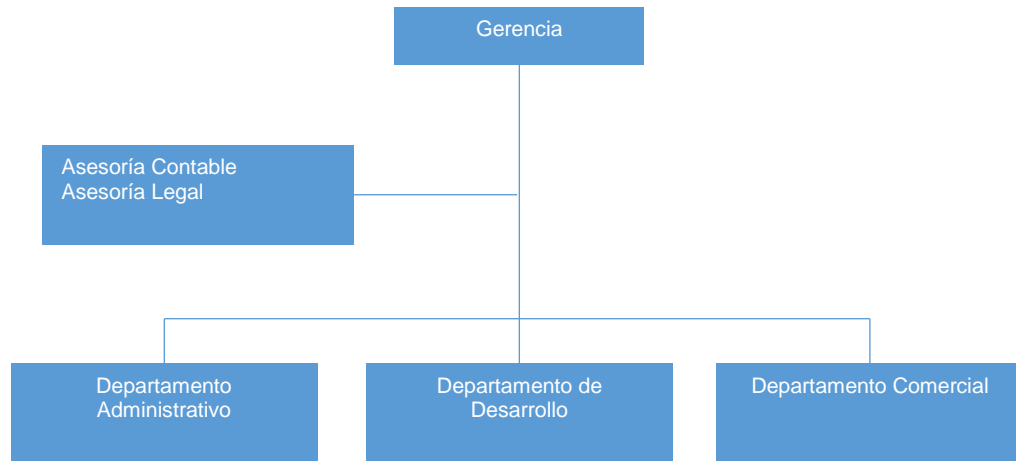 Gerencia
Asesoría Contable
Asesoría Legal
Departamento
Administrativo
Departamento de
Desarrollo
Departamento Comercial